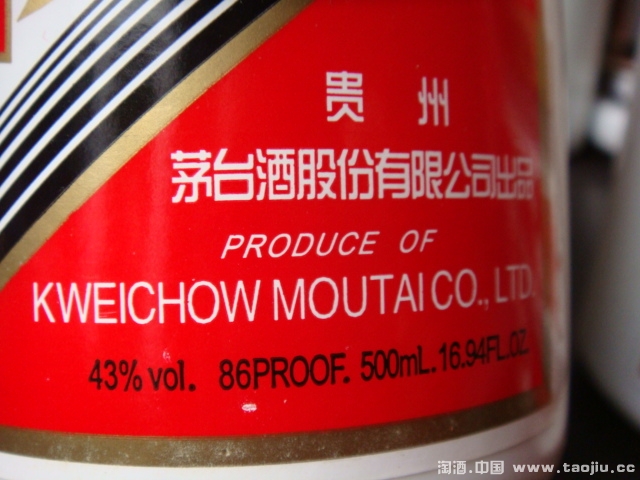 贵州
茅台酒股份有限公司出品
PRODUCE OF
KWEICHOW MOUTAI CO., LTD.
43% vol. 86PROOF. 500mL. 16.94FL.OZ.
淘酒.中国 www.taojiu.cc